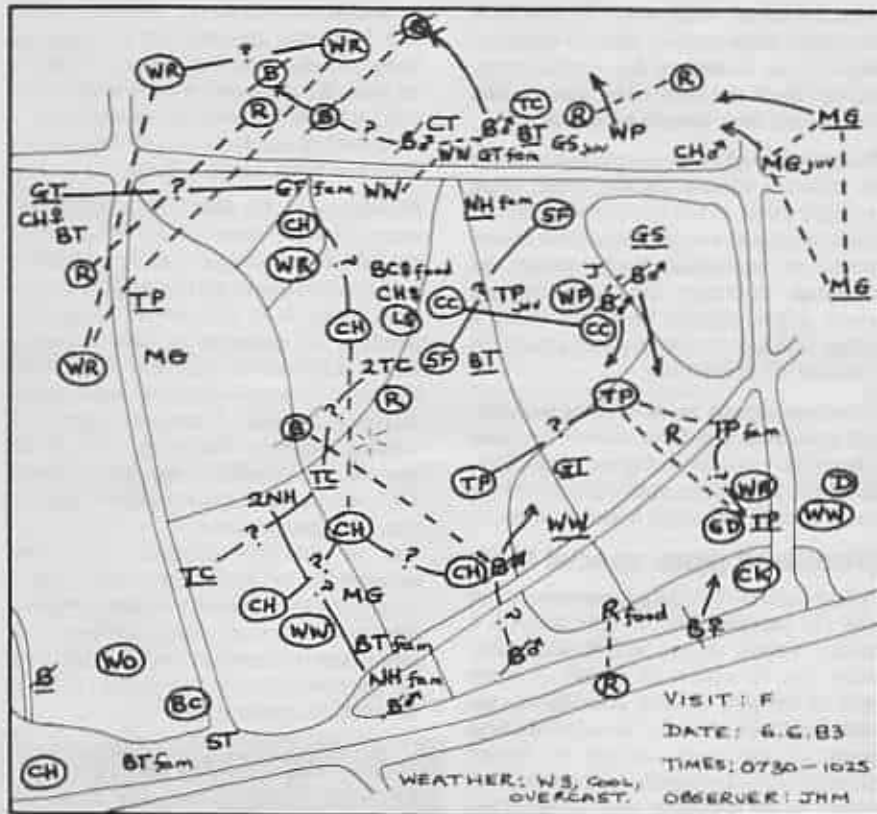 WR ? WR
B
R
B
?
CT
B♂
TC
BT
GS juv
R
R
WP
MG
WW GT fam
CH♂
MG juv
GT ? GT fam WW
CH♀
BT
NH fam
SF
GS
CH
WR
R
TP
BC♀ food
CH♀
LG
CC
?
TP juv
WP
J
B♂
B♂
CC
MG
CH
MG
WR
SF
BT
2TC
R
?
B
TP
?
R
TP fam
TC
TP
GT
WR
D
2NH
GD
TP
WW
?
WW
CH
?
CH
CK
TC
CH
?
MG
R food
B♀
WW
BT fam
B♂
WO
B
NH fam
B♂
R
BC
ST
VISIT: F
DATE: 6.6.83
CH
BT fam
TIMES: 0730-1025
WEATHER: W3, COOL,
OVERCAST.
OBSERVER: JHM